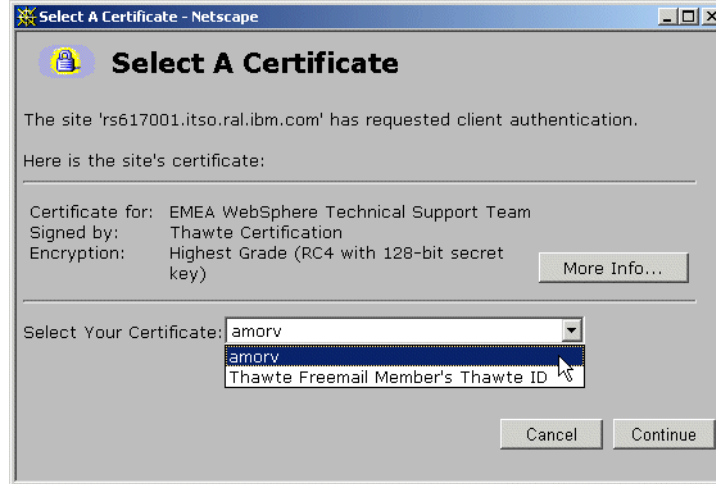 Select A Certificate - Netscape
Select A Certificate
The site 'rs617001.itso.ral.ibm.com' has requested client authentication.
Here is the site's certificate:
Certificate for: EMEA WebSphere Technical Support Team
Signed by: Thawte Certification
Encryption: Highest Grade (RC4 with 128-bit secret
key)
More Info...
Select Your Certificate: amorv
amorv
Thawte Freemail Member's Thawte ID
Cancel Continue